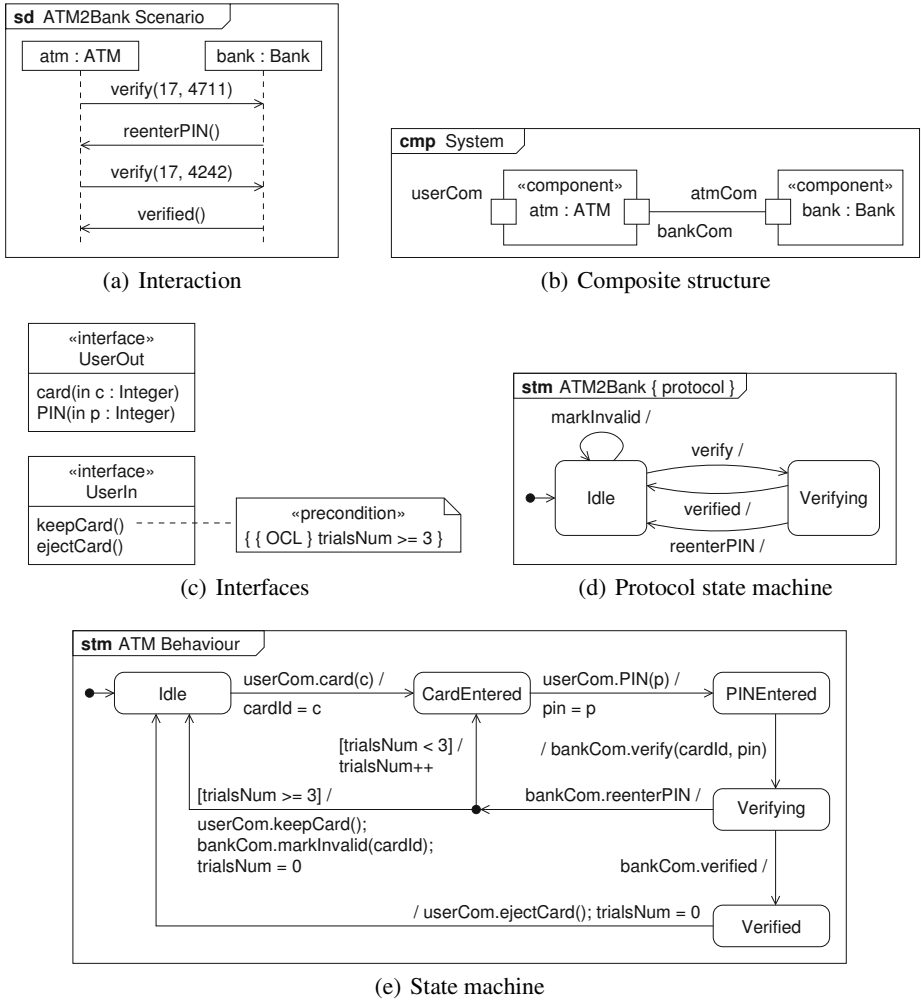 sd ATM2Bank Scenario
atm : ATM
bank : Bank
verify(17, 4711)
reenterPIN()
verify(17, 4242)
verified()
(a) Interaction
cmp System
userCom
«component»
atm : ATM
bankCom
atmCom
«component»
bank : Bank
(b) Composite structure
«interface»
UserOut
card(in c : Integer)
PIN(in p : Integer)
«interface»
UserIn
keepCard()
ejectCard()
«precondition»
{ { OCL } trialsNum >= 3 }
(c) Interfaces
stm ATM2Bank { protocol }
markInvalid /
Idle
verify /
verified /
reenterPIN /
Verifying
(d) Protocol state machine
stm ATM Behaviour
Idle
userCom.card(c) /
cardId = c
CardEntered
userCom.PIN(p) /
pin = p
PINEntered
/ bankCom.verify(cardId, pin)
[trialsNum < 3] /
trialsNum++
[trialsNum >= 3] /
userCom.keepCard();
bankCom.markInvalid(cardId);
trialsNum = 0
bankCom.reenterPIN /
Verifying
bankCom.verified /
/ userCom.ejectCard(); trialsNum = 0
Verified
(e) State machine